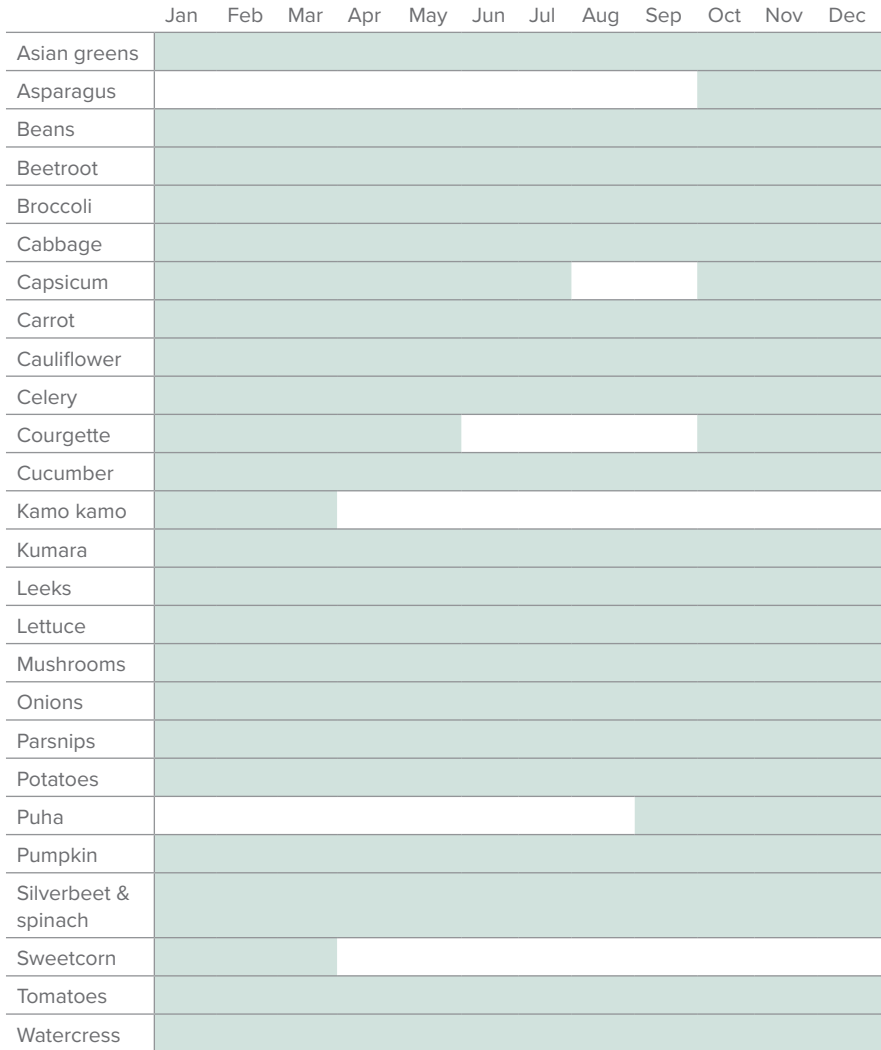 Jan Feb Mar Apr May Jun Jul Aug Sep Oct Nov Dec
Asian greens
Asparagus
Beans
Beetroot
Broccoli
Cabbage
Capsicum
Carrot
Cauliflower
Celery
Courgette
Cucumber
Kamo kamo
Kumara
Leeks
Lettuce
Mushrooms
Onions
Parsnips
Potatoes
Puha
Pumpkin
Silverbeet &
spinach
Sweetcorn
Tomatoes
Watercress